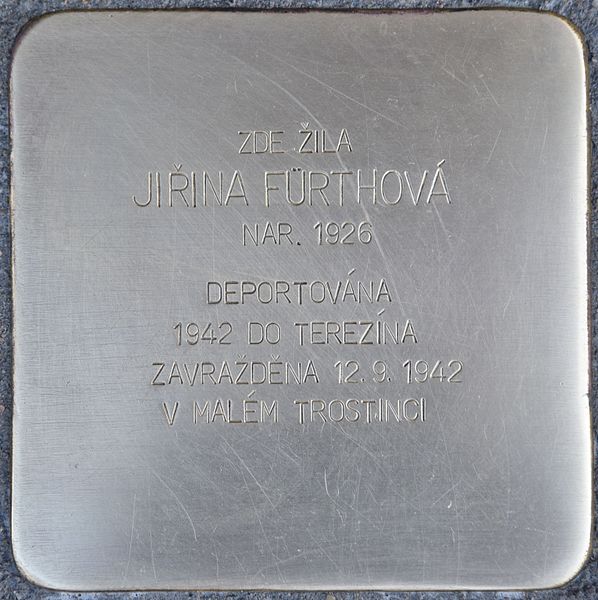 ZDE ŽILA
JIŘINA FÜRTHOVÁ
NAR. 1926
DEPORTOVÁNA
1942 DO TEREZÍNA
ZAVRAŽDĚNA 12.9.1942
V MALÉM TROSTINCI